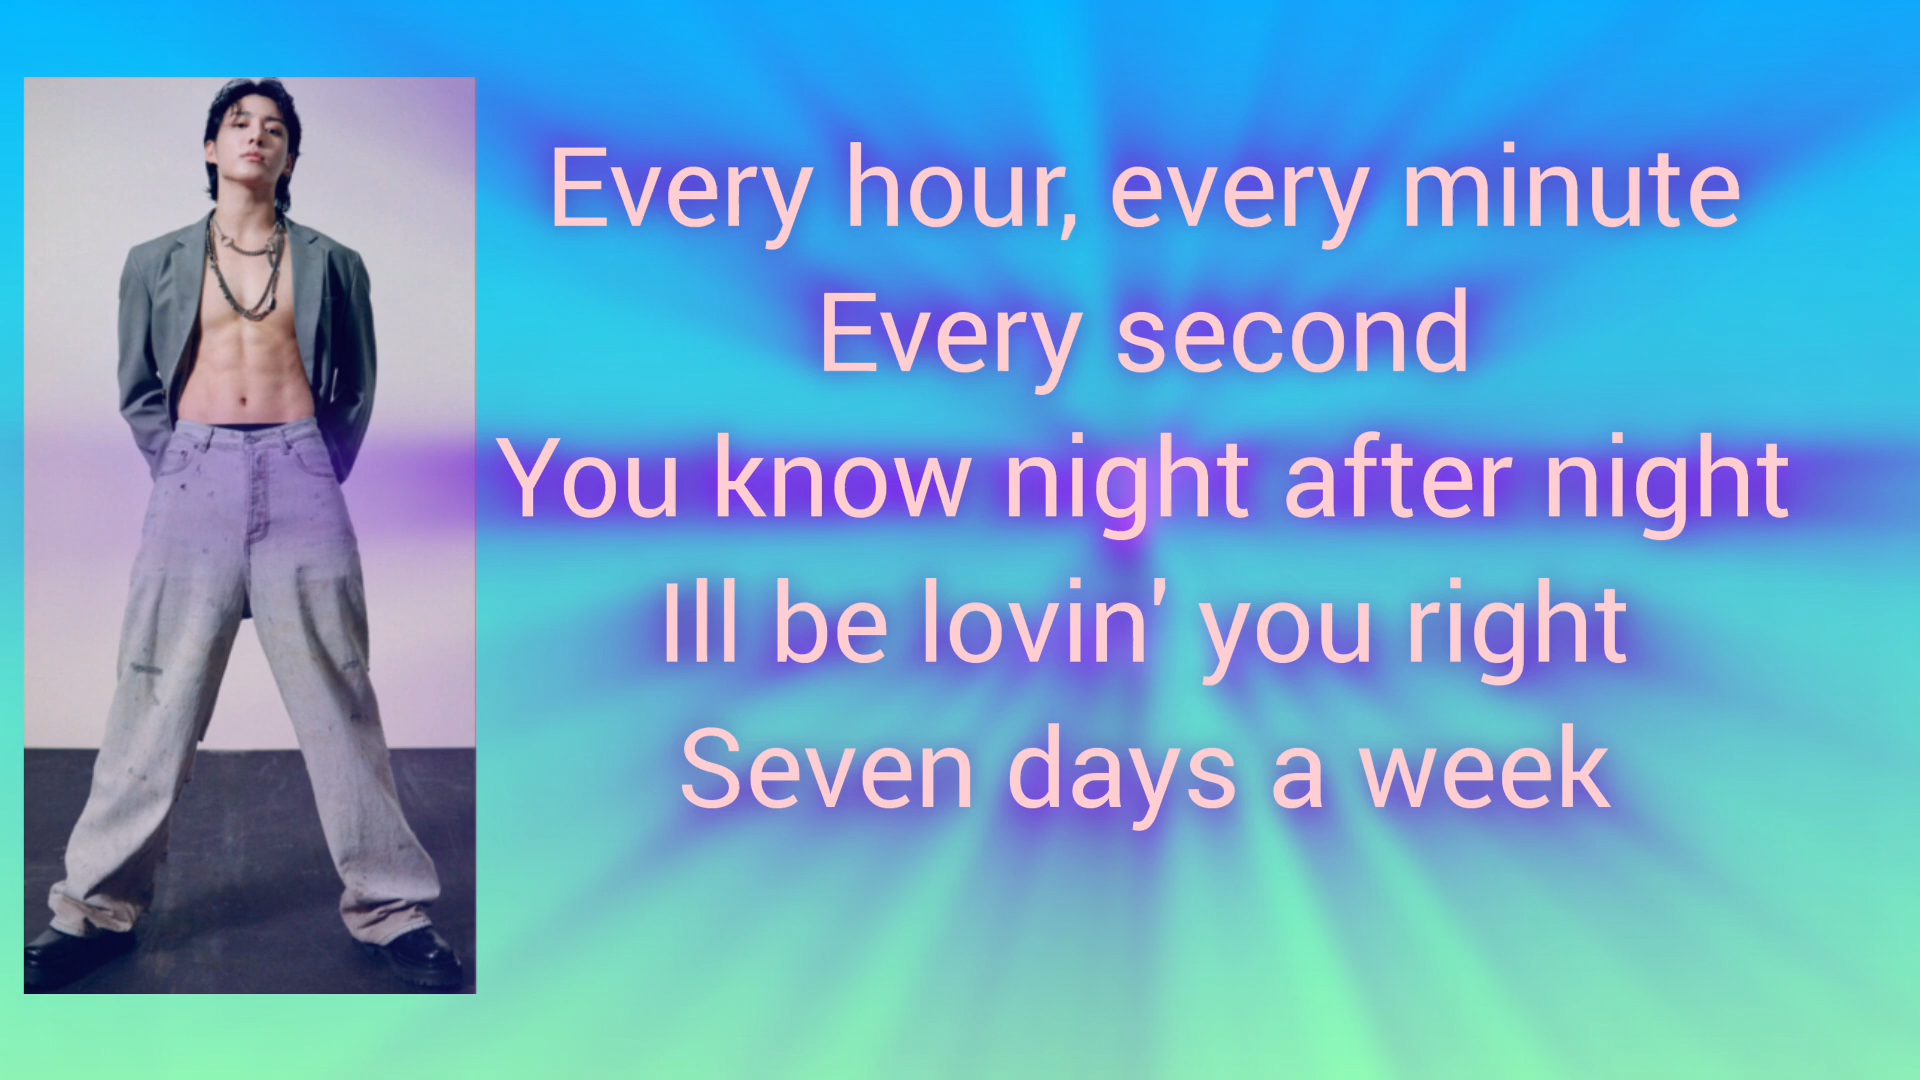 Every hour, every minute
Every second
You know night after night
Ill be lovin' you right
Seven days a week